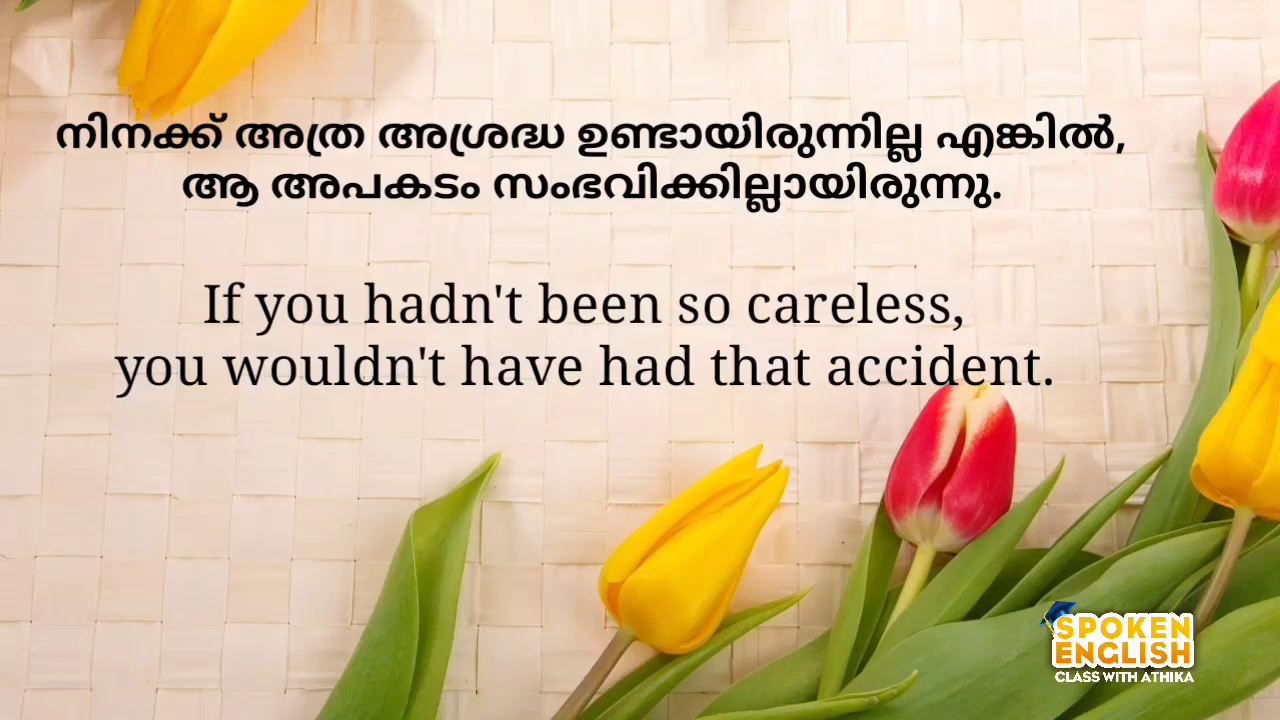 നിനക്ക് അത്ര അശ്രദ്ധ ഉണ്ടായിരുന്നില്ല എങ്കിൽ,
ആ അപകടം സംഭവിക്കില്ലായിരുന്നു.
If you hadn't been so careless,
you wouldn't have had that accident.
SPOKEN
ENGLISH
CLASS WITH ATHIKA